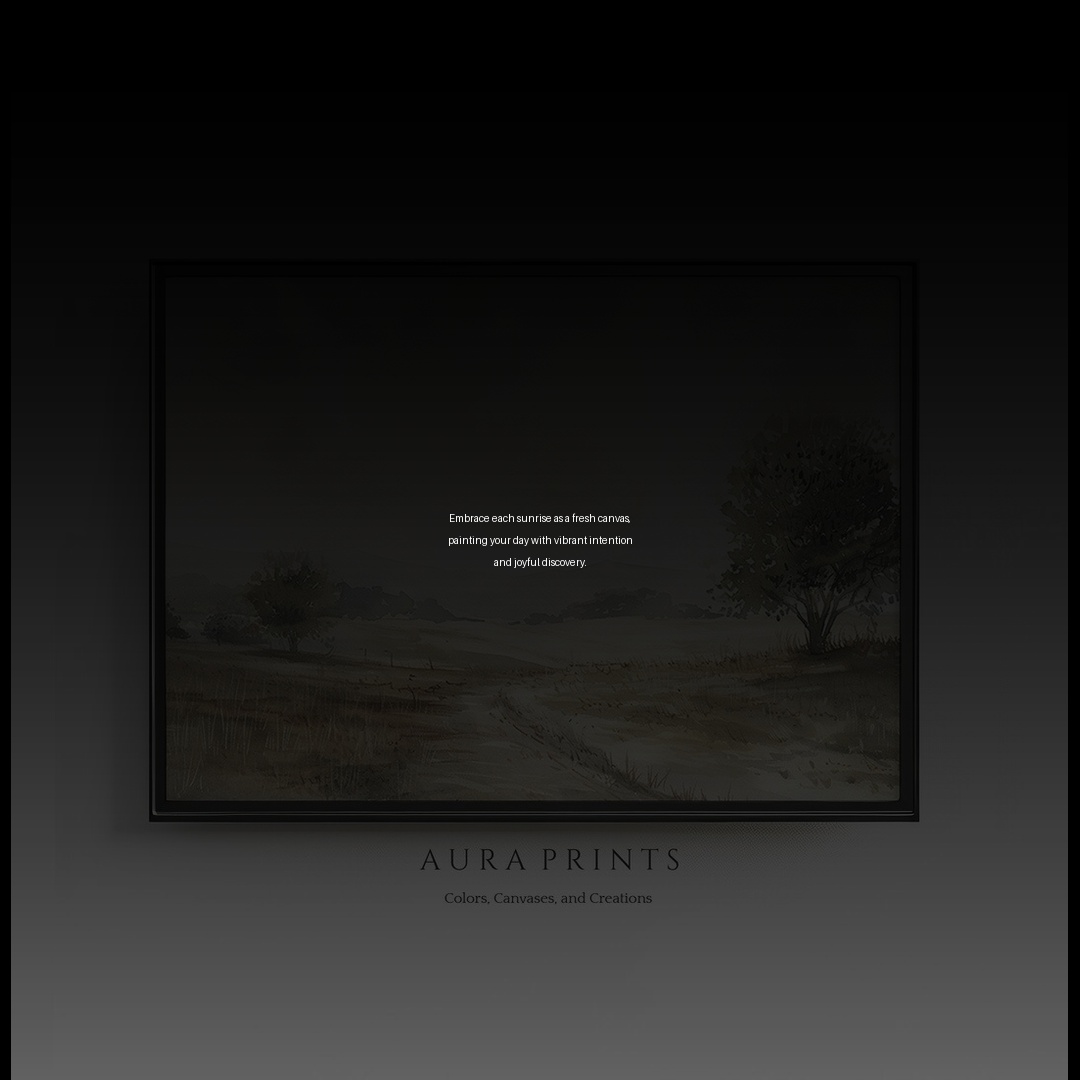 Embrace each sunrise as a fresh canvas,
painting your day with vibrant intention
and joyful discovery.
AURA PRINTS
Colors, Canvases, and Creations